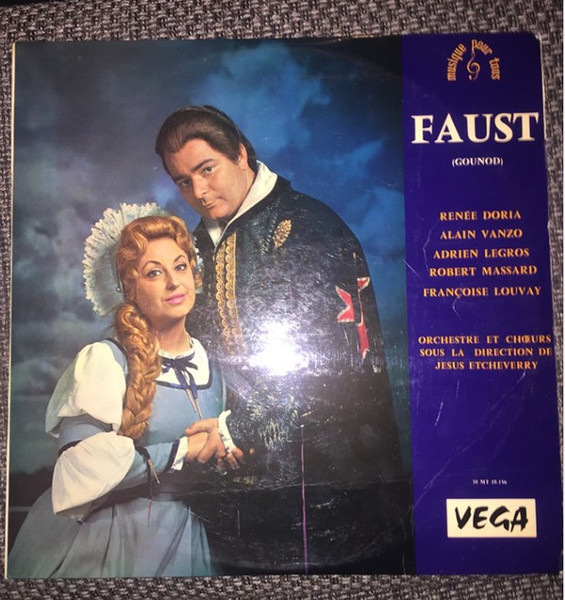 musique pour tous
FAUST
(GOUNOD)
RENÉE DORIA
ALAIN VANZO
ADRIEN LEGROS
ROBERT MASSARD
FRANÇOISE LOUVAY
ORCHESTRE ET CHŒURS
SOUS LA DIRECTION DE
JESUS ETCHEVERRY
VEGA